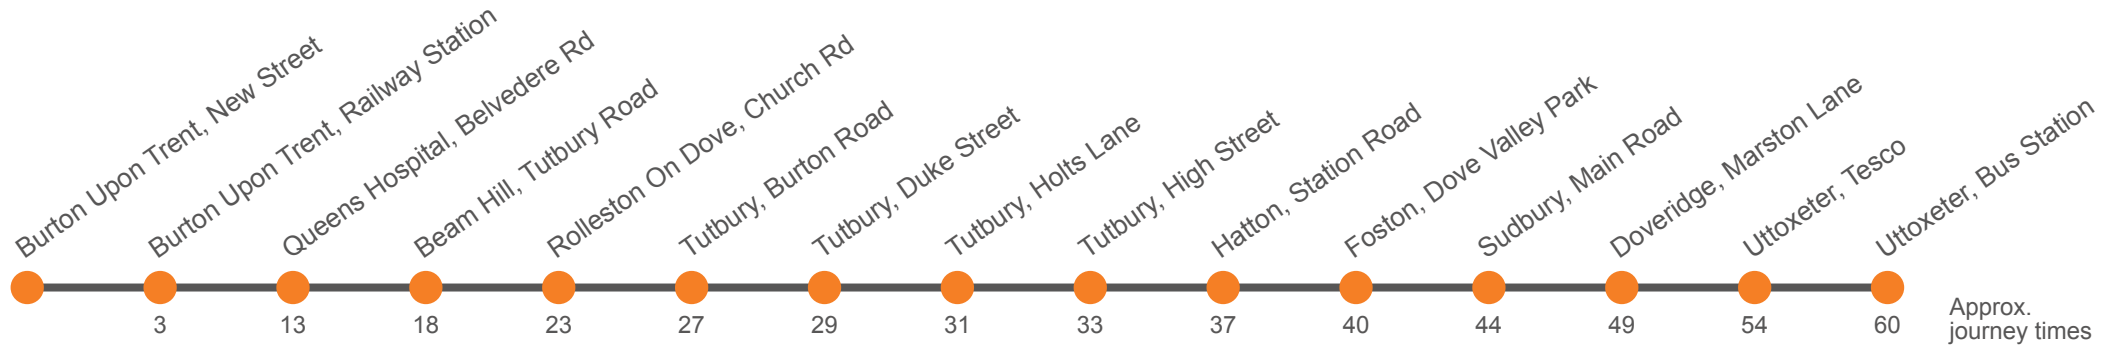 Burton Upon Trent, New Street
Burton Upon Trent, Railway Station
Queens Hospital, Belvedere Rd
Beam Hill, Tutbury Road
Rolleston On Dove, Church Rd
Tutbury, Burton Road
Tutbury, Duke Street
Tutbury, Holts Lane
Tutbury, High Street
Hatton, Station Road
Foston, Dove Valley Park
Sudbury, Main Road
Doveridge, Marston Lane
Uttoxeter, Tesco
Uttoxeter, Bus Station
3 13 18 23 27 29 31 33 37 40 44 49 54 60
Approx.
journey times